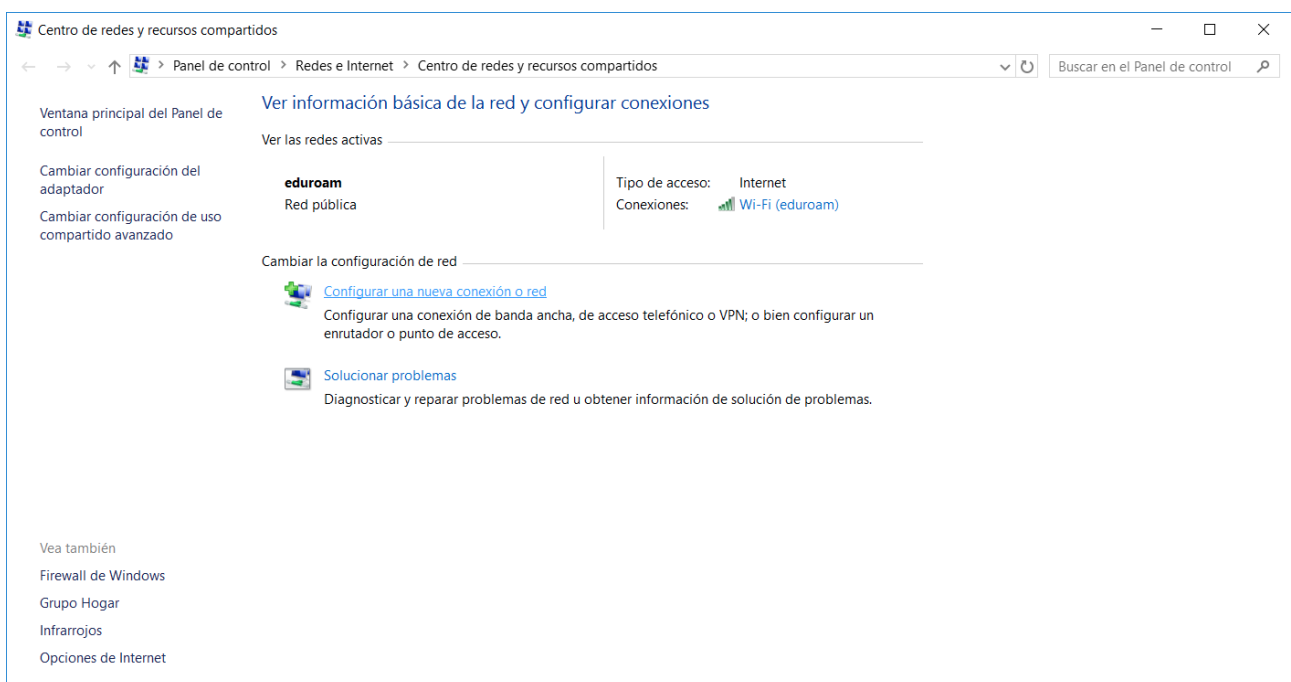 Centro de redes y recursos compartidos
Panel de control > Redes e Internet > Centro de redes y recursos compartidos
Buscar en el Panel de control
Ventana principal del Panel de
control
Cambiar configuración del
adaptador
Cambiar configuración de uso
compartido avanzado
Ver información básica de la red y configurar conexiones
Ver las redes activas
eduroam
Red pública
Tipo de acceso: Internet
Conexiones: Wi-Fi (eduroam)
Cambiar la configuración de red
Configurar una nueva conexión o red
Configurar una conexión de banda ancha, de acceso telefónico o VPN; o bien configurar un
enrutador o punto de acceso.
Solucionar problemas
Diagnosticar y reparar problemas de red u obtener información de solución de problemas.
Vea también
Firewall de Windows
Grupo Hogar
Infrarrojos
Opciones de Internet